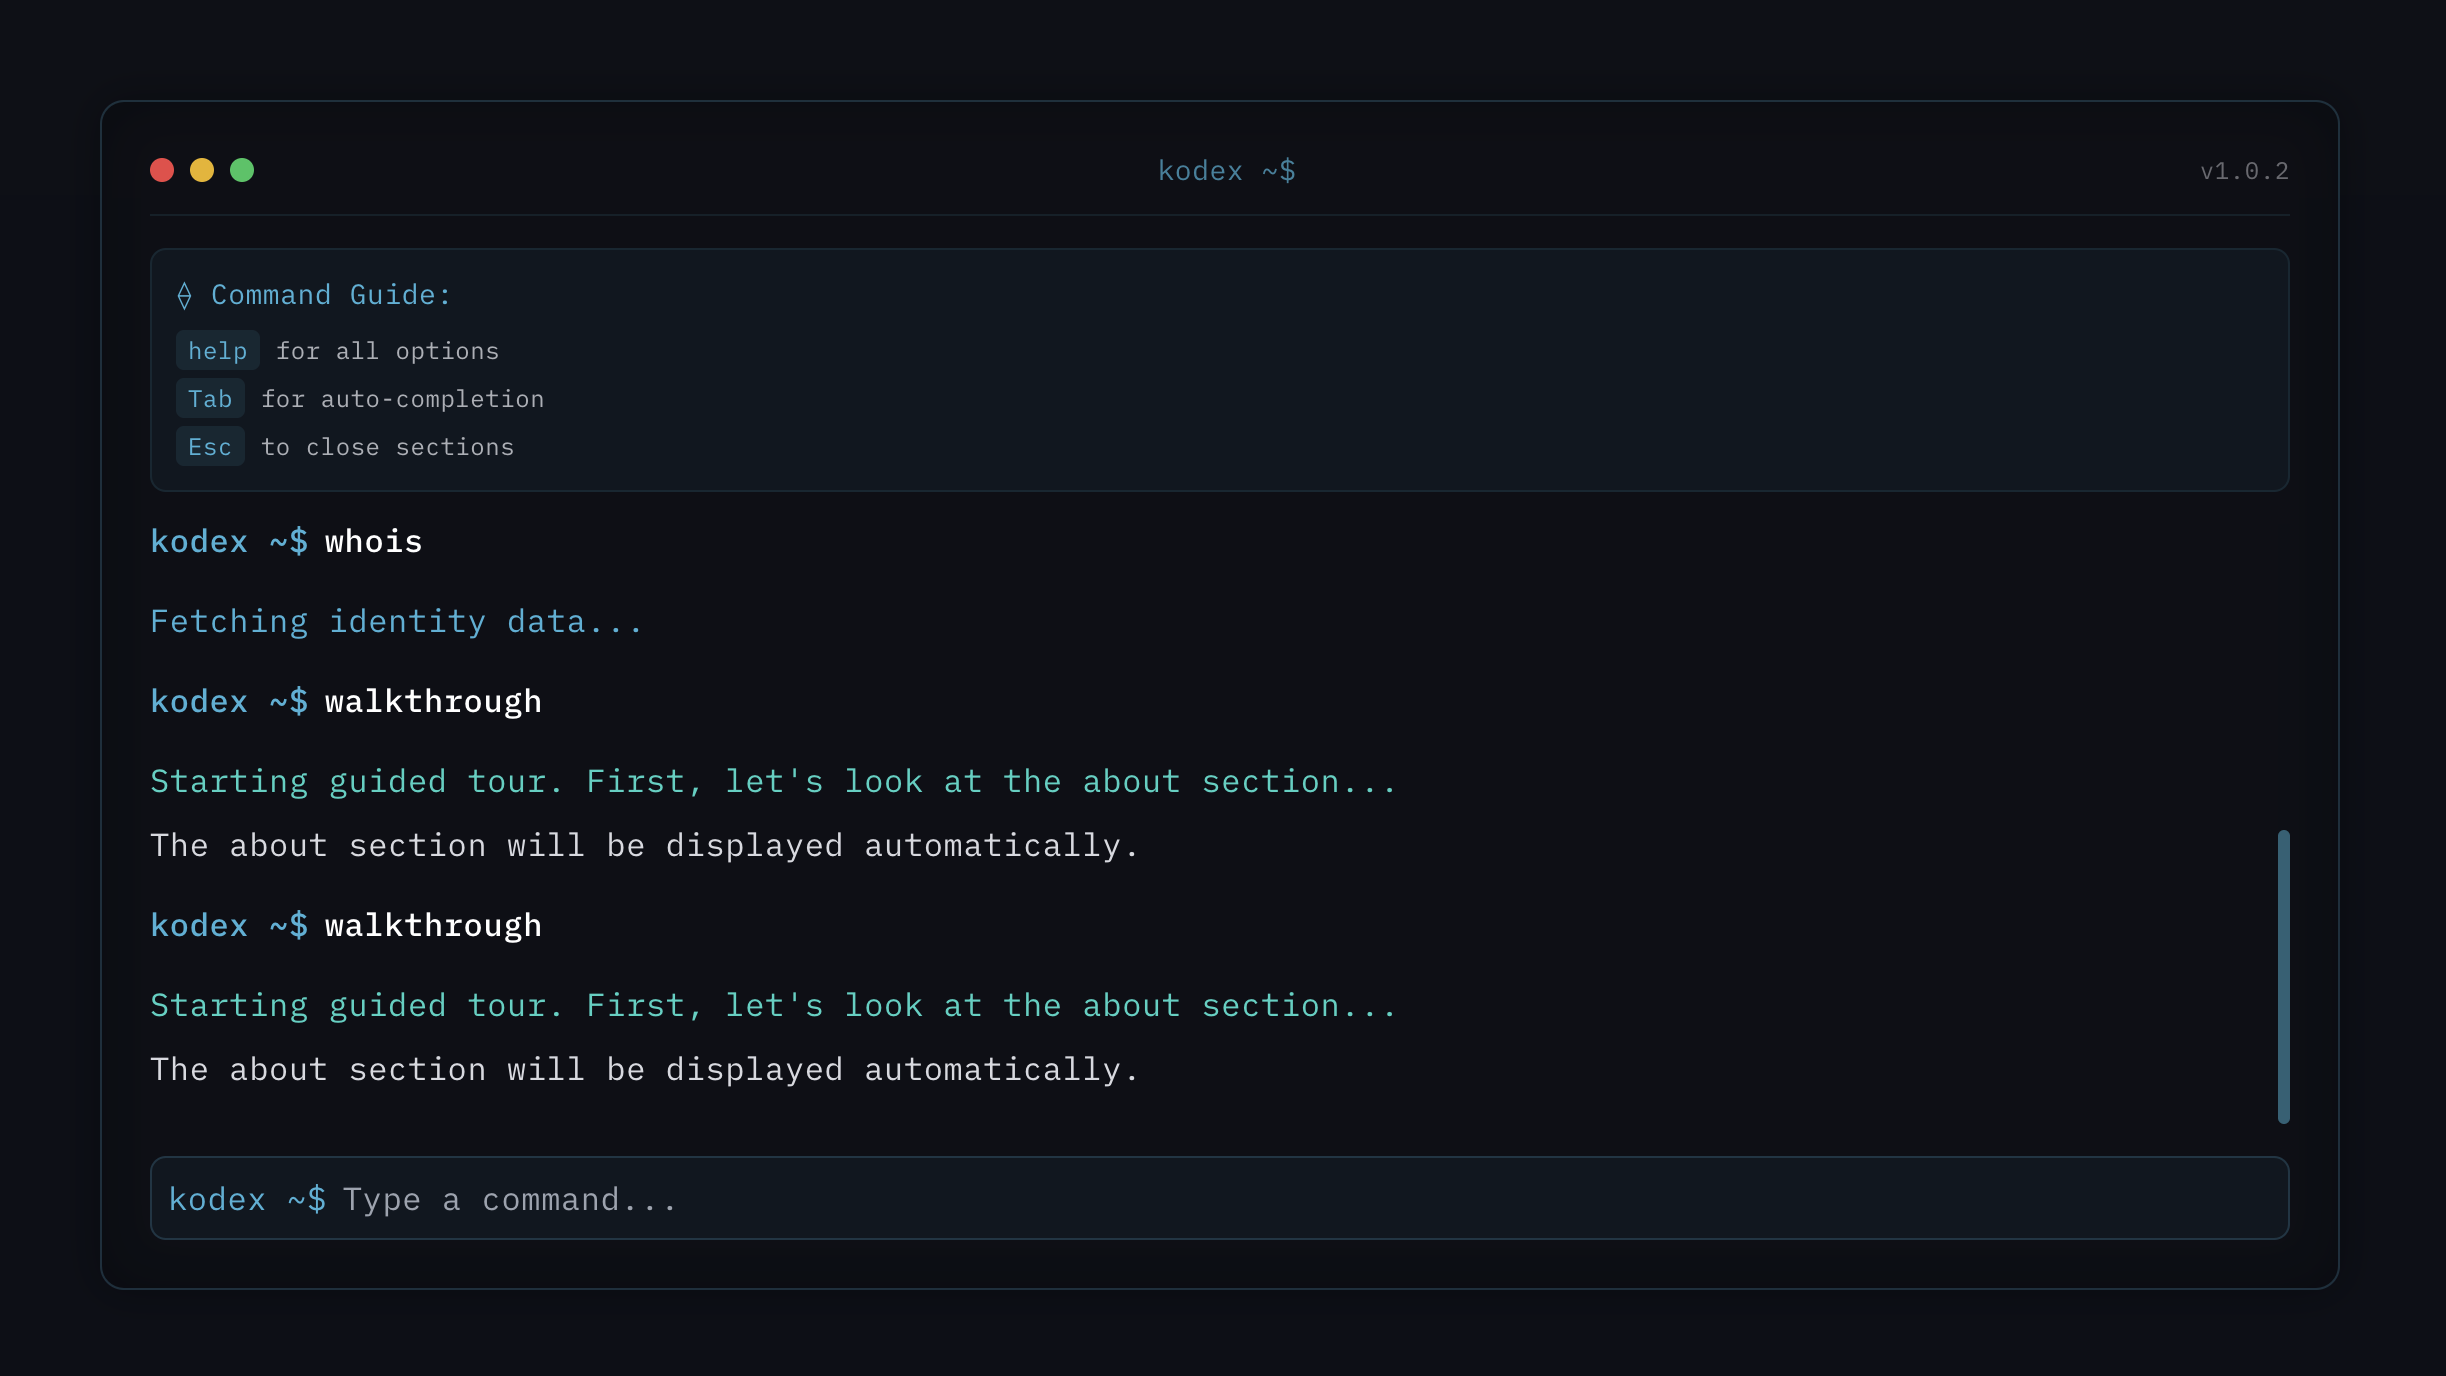 kodex ~$
v1.0.2
⟠ Command Guide:
help for all options
Tab for auto-completion
Esc to close sections
kodex ~$ whois
Fetching identity data...
kodex ~$ walkthrough
Starting guided tour. First, let's look at the about section...
The about section will be displayed automatically.
kodex ~$ walkthrough
Starting guided tour. First, let's look at the about section...
The about section will be displayed automatically.
kodex ~$ Type a command...